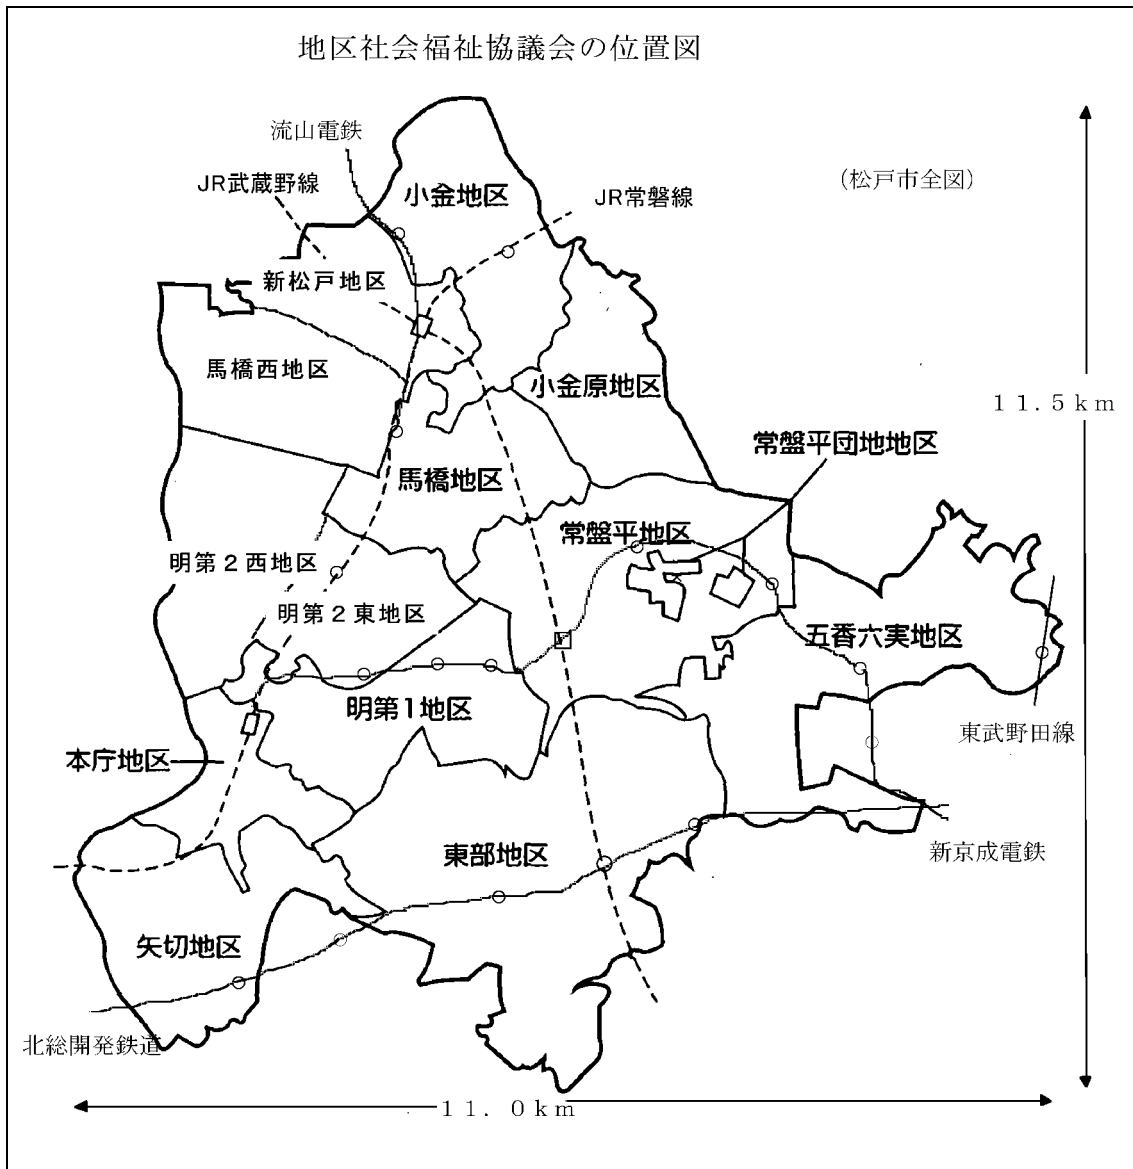 地区社会福祉協議会の位置図
流山電鉄
(松戸市全図)
JR武蔵野線
小金地区
JR常磐線
新松戸地区
馬橋西地区
小金原地区
11.5km
常盤平団地地区
馬橋地区
常盤平地区
明第2西地区
明第2東地区
五香六実地区
明第1地区
東武野田線
本庁地区
東部地区
新京成電鉄
矢切地区
北総開発鉄道
11.0km